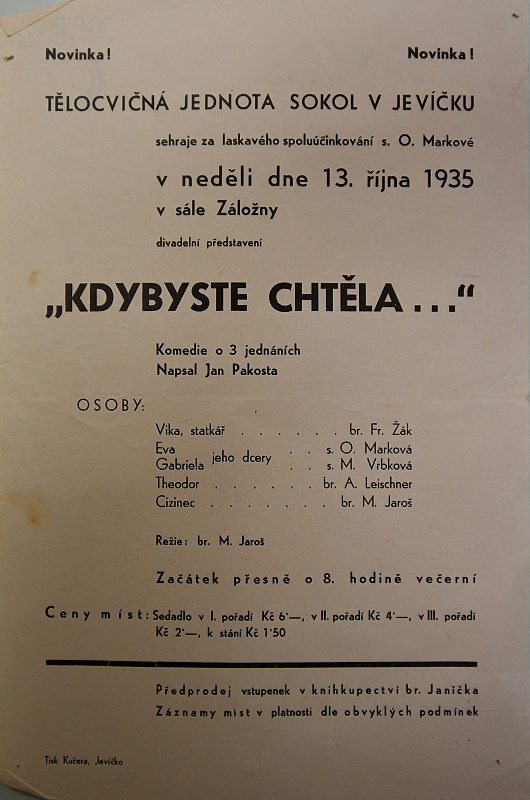 Novinka! Novinka!
TĚLOCVIČNÁ JEDNOTA SOKOL V JEVÍČKU
sehraje za laskavého spoluúčinkování s. O. Markové
v neděli dne 13. října 1935
v sále Záložny
divadelní představení
„KDYBYSTE CHTĚLA..."
Komedie o 3 jednáních
Napsal Jan Pakosta
OSOBY:
Vika, statkář . . . . . . br. Fr. Žák
Eva . . s. O. Marková
jeho dcery
Gabriela . . s. M. Vrbková
Theodor . . . . . . br. A. Leischner
Cizinec . . . . . . . br. M. Jaroš
Režie: br. M. Jaroš
Začátek přesně o 8. hodině večerní
Ceny míst: Sedadlo v I. pořadí Kč 6·—, v II. pořadí Kč 4·—, v III. pořadí
Kč 2·—, k stání Kč 1·50
Předprodej vstupenek v knihkupectví br. Janíčka
Záznamy míst v platnosti dle obvyklých podmínek
Tisk Kučera, Jevíčko